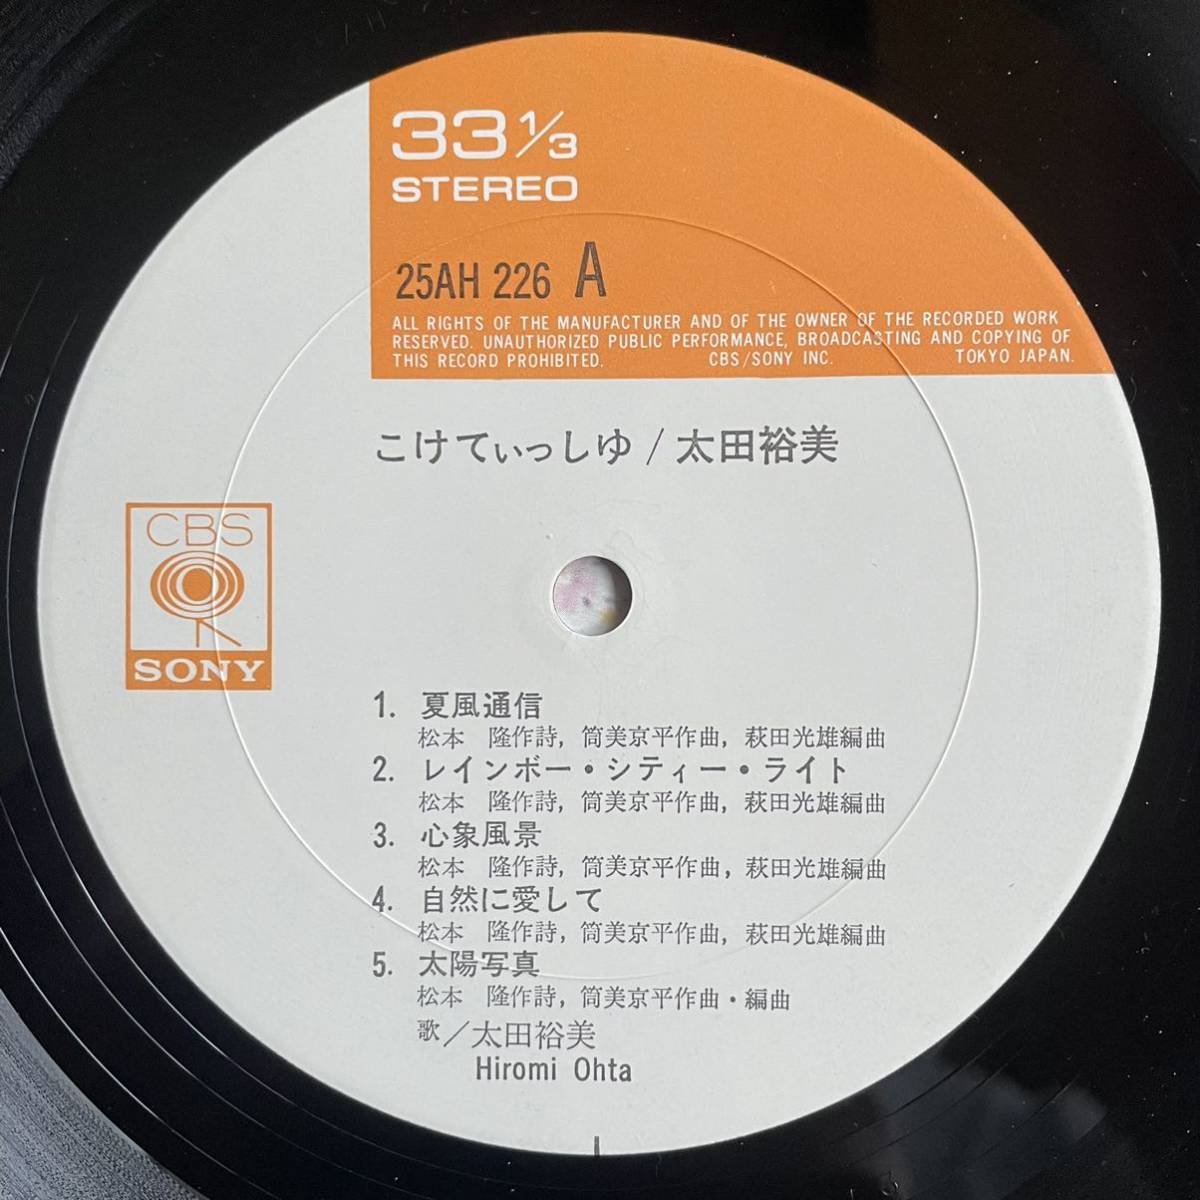 33 1/3
STEREO
25AH 226 A
ALL RIGHTS OF THE MANUFACTURER AND OF THE OWNER OF THE RECORDED WORK
RESERVED. UNAUTHORIZED PUBLIC PERFORMANCE, BROADCASTING AND COPYING OF
THIS RECORD PROHIBITED. CBS/SONY INC. TOKYO JAPAN.
こけてぃっしゆ/太田裕美
CBS
SONY
1. 夏風通信
松本 隆作詩, 筒美京平作曲, 萩田光雄編曲
2. レインボー・シティー・ライト
松本 隆作詩, 筒美京平作曲, 萩田光雄編曲
3. 心象風景
松本 隆作詩, 筒美京平作曲, 萩田光雄編曲
4. 自然に愛して
松本 隆作詩, 筒美京平作曲, 萩田光雄編曲
5. 太陽写真
松本 隆作詩, 筒美京平作曲・編曲
歌/太田裕美
Hiromi Ohta